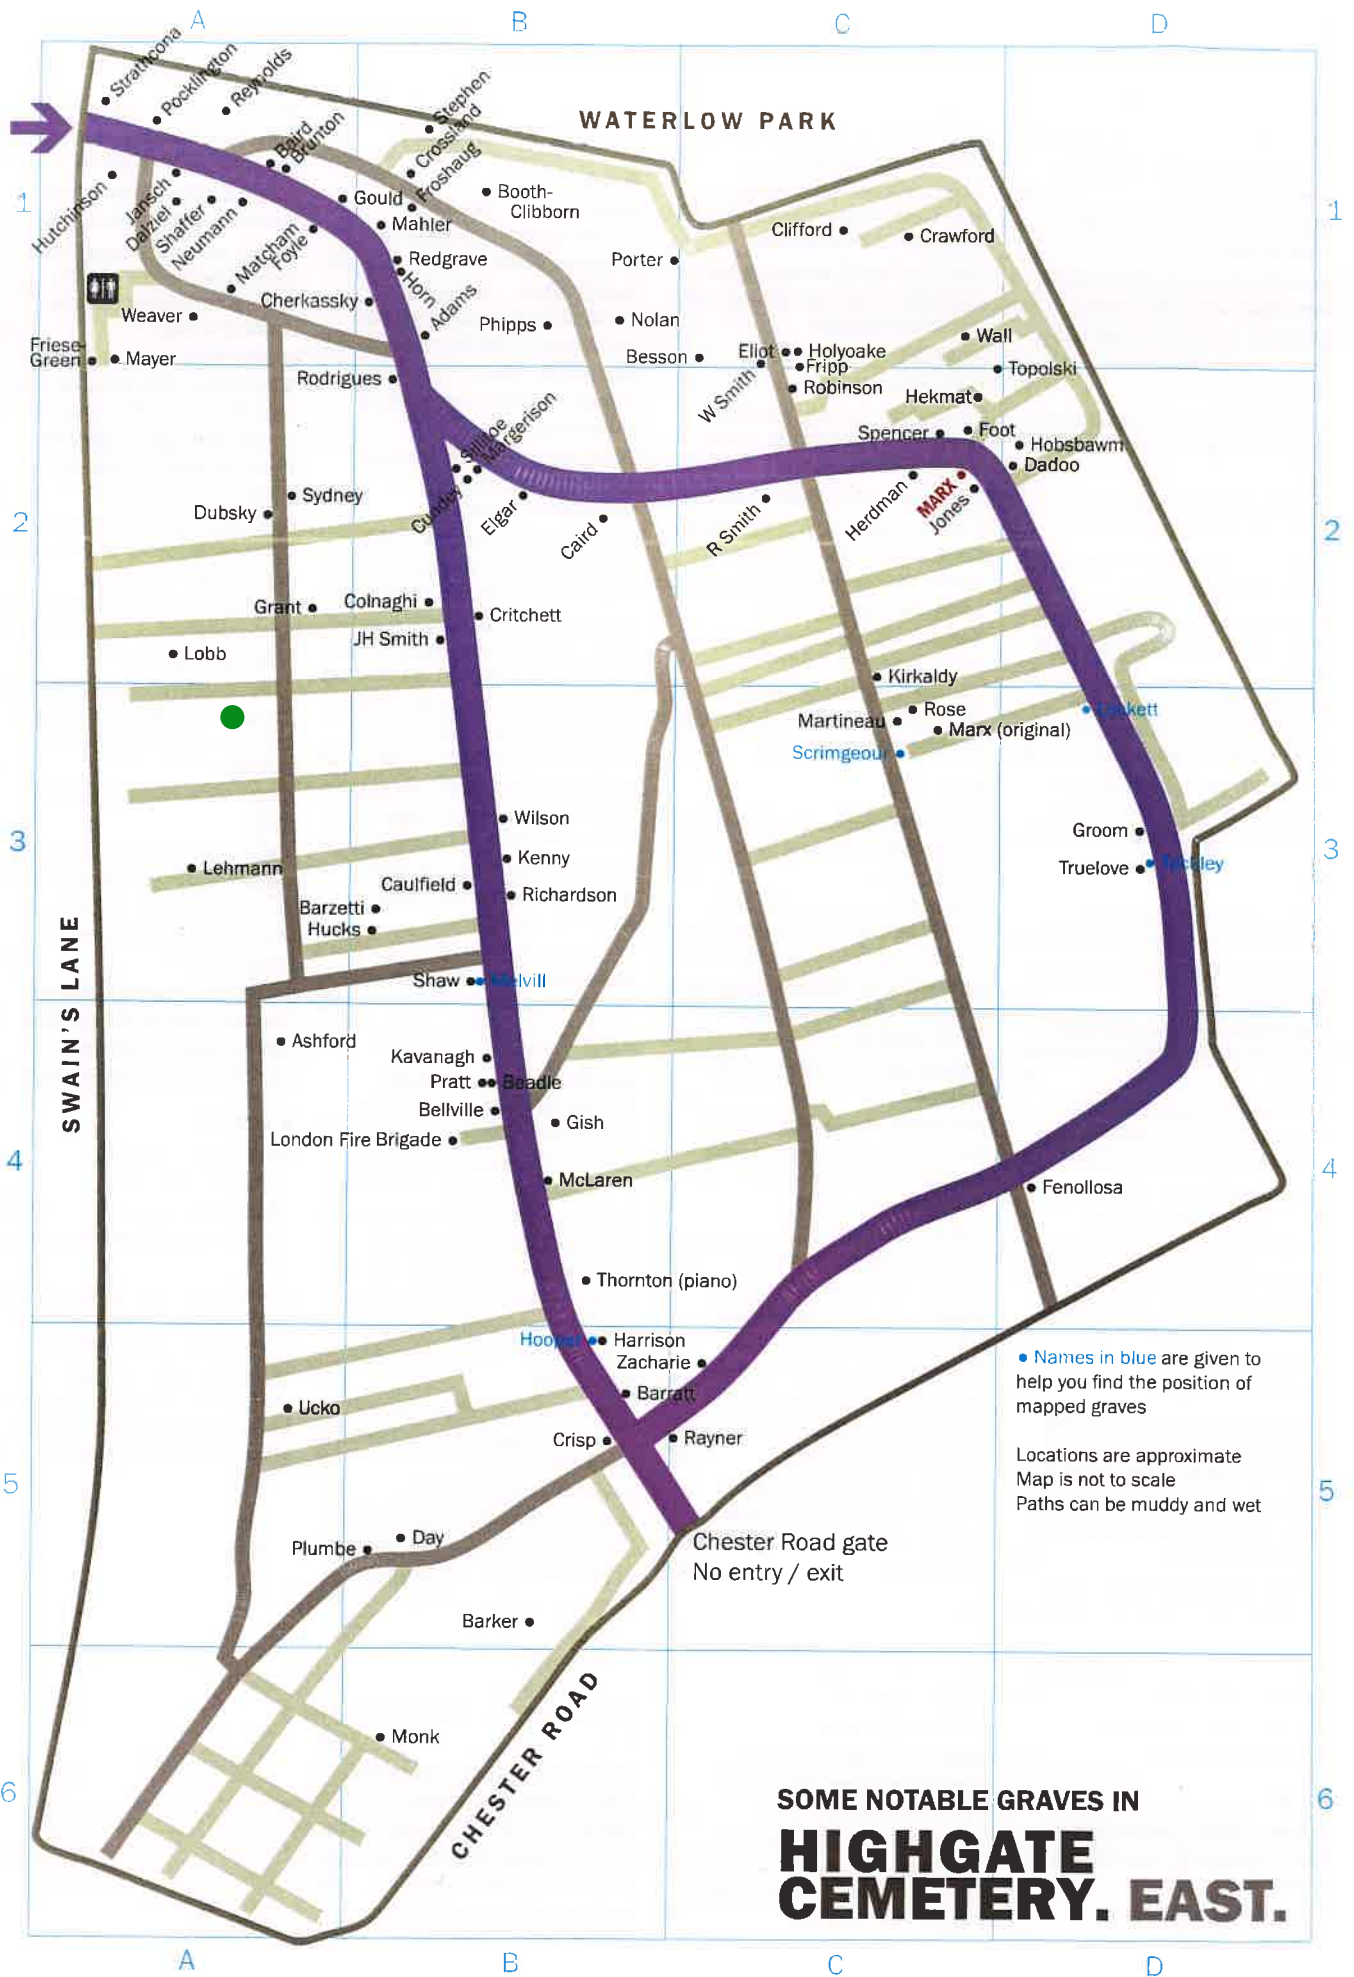 A
B
C
D
Strathcona
Pocklington
Reynolds
Stephen
WATERLOW PARK
Baird
Brunton
Crossland
Froshaug
1
Hutchinson
Jansch
Dalziel
Shaffer
Neumann
Gould
Booth-
Clibborn
Mahler
Matcham
Foyle
Clifford
Crawford
1
Redgrave
Horn
Porter
Cherkassky
Adams
Weaver
Phipps
Nolan
Wall
Friese-
Green
Mayer
Besson
Eliot
Holyoake
Fripp
W Smith
Robinson
Topolski
Rodrigues
Hekmat
Sillitoe
Margerison
Spencer
Foot
Hobsbawm
Dadoo
Cundey
Elgar
Caird
R Smith
Herdman
MARX
Jones
Sydney
Dubsky
2
2
Grant
Colnaghi
Critchett
JH Smith
Lobb
Kirkaldy
Martineau
Rose
Marx (original)
Scrimgeour
Wilson
3
Groom
3
Kenny
Lehmann
Caulfield
Richardson
Truelove
Barzetti
Hucks
SWAIN'S LANE
Shaw
Melvill
Ashford
Kavanagh
Pratt
Beadle
Bellville
Gish
London Fire Brigade
4
McLaren
4
Fenollosa
Thornton (piano)
Hooper
Harrison
Zacharie
Names in blue are given to
help you find the position of
mapped graves
Barratt
Ucko
Crisp
Rayner
Locations are approximate
Map is not to scale
Paths can be muddy and wet
5
5
Plumbe
Day
Chester Road gate
No entry / exit
Barker
Monk
CHESTER ROAD
6
6
SOME NOTABLE GRAVES IN
HIGHGATE
CEMETERY. EAST.
A
B
C
D